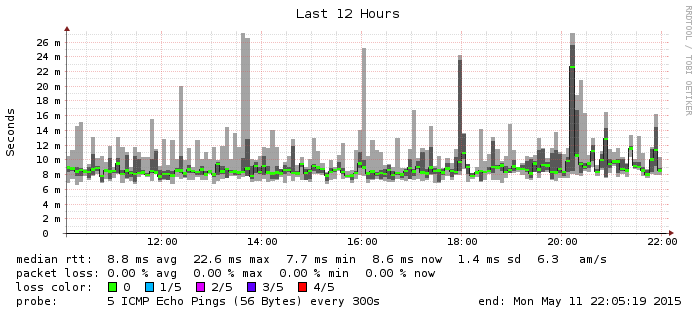 Last 12 Hours
RRDTOOL / TOBI OETIKER
Seconds
26 m
24 m
22 m
20 m
18 m
16 m
14 m
12 m
10 m
8 m
6 m
4 m
2 m
0
12:00 14:00 16:00 18:00 20:00 22:00
median rtt: 8.8 ms avg 22.6 ms max 7.7 ms min 8.6 ms now 1.4 ms sd 6.3 am/s
packet loss: 0.00 % avg 0.00 % max 0.00 % min 0.00 % now
loss color: 0 1/5 2/5 3/5 4/5
probe: 5 ICMP Echo Pings (56 Bytes) every 300s end: Mon May 11 22:05:19 2015